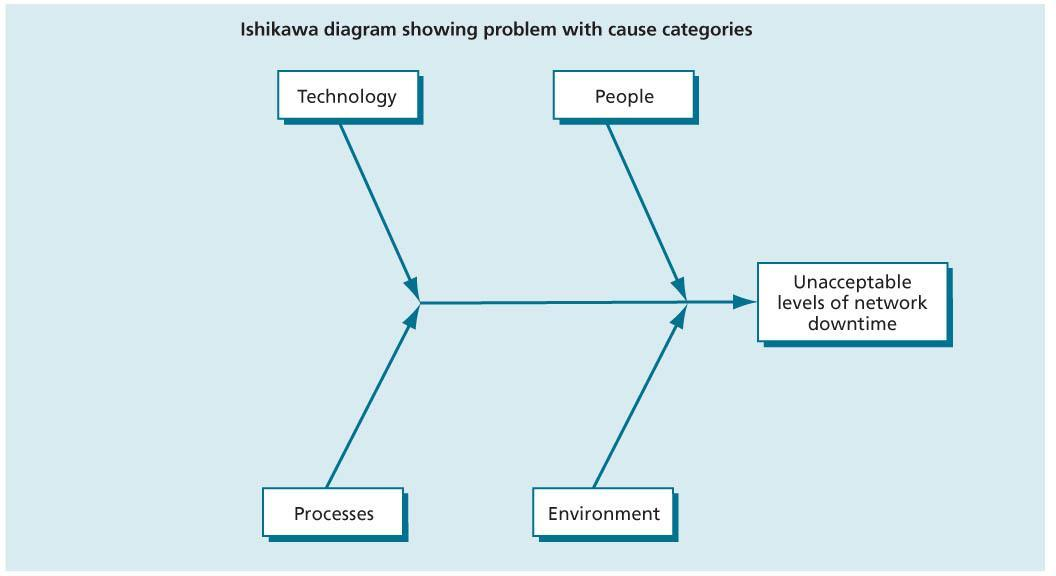 Ishikawa diagram showing problem with cause categories
Technology
People
Unacceptable
levels of network
downtime
Processes
Environment